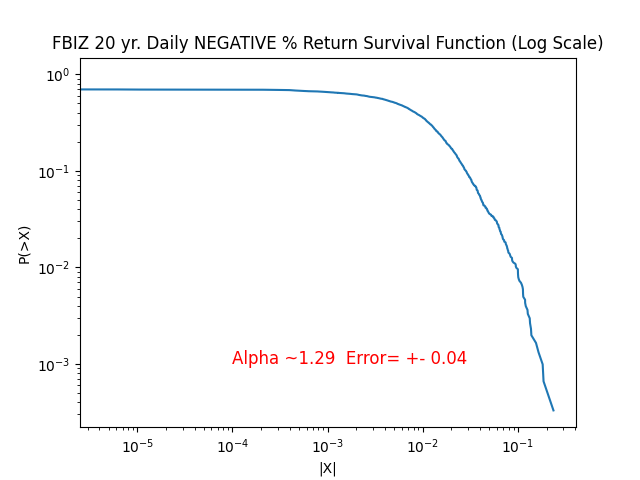 FBIZ 20 yr. Daily NEGATIVE % Return Survival Function (Log Scale)
10⁰
10⁻¹
10⁻²
10⁻³
P(>X)
Alpha ~1.29  Error= +- 0.04
10⁻⁵ 10⁻⁴ 10⁻³ 10⁻² 10⁻¹
|X|